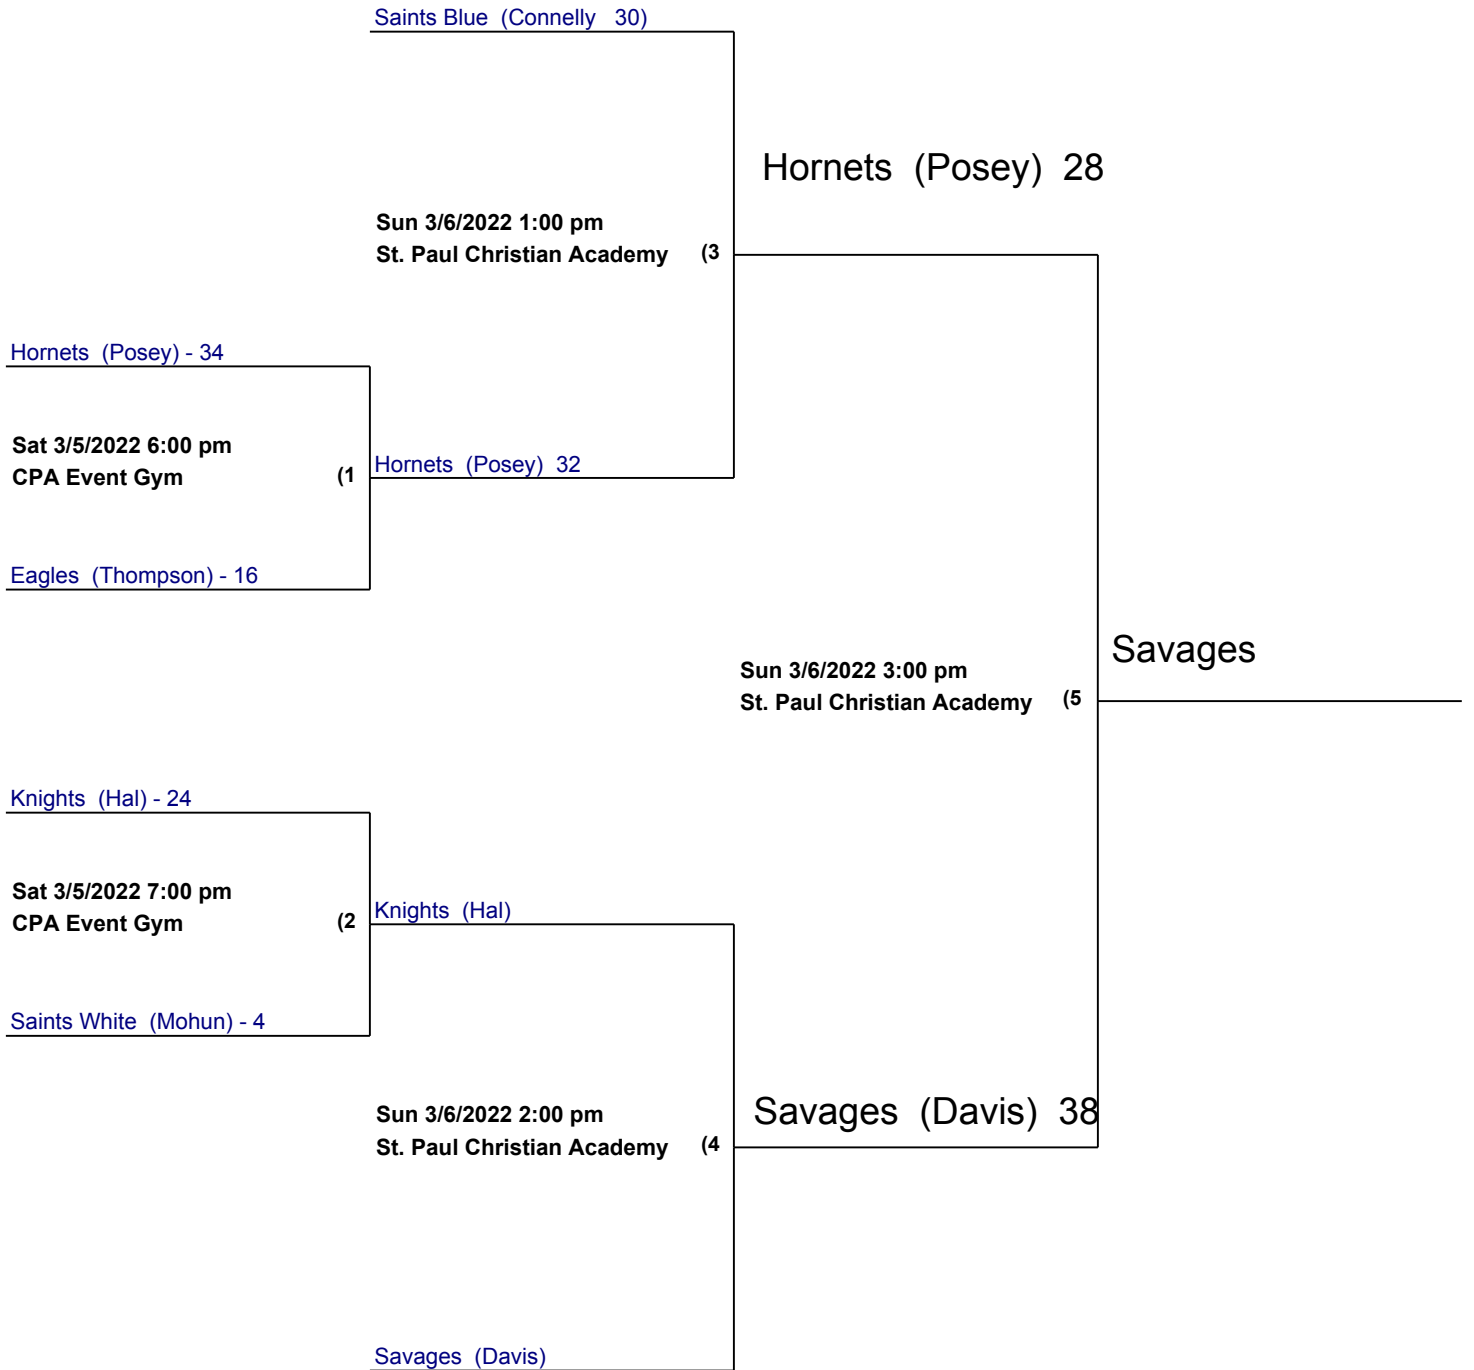 Saints Blue (Connelly 30)
Hornets (Posey) 28
Sun 3/6/2022 1:00 pm
St. Paul Christian Academy (3
Hornets (Posey) - 34
Sat 3/5/2022 6:00 pm
CPA Event Gym (1
Hornets (Posey) 32
Eagles (Thompson) - 16
Savages
Sun 3/6/2022 3:00 pm
St. Paul Christian Academy (5
Knights (Hal) - 24
Sat 3/5/2022 7:00 pm
CPA Event Gym (2
Knights (Hal)
Saints White (Mohun) - 4
Savages (Davis) 38
Sun 3/6/2022 2:00 pm
St. Paul Christian Academy (4
Savages (Davis)